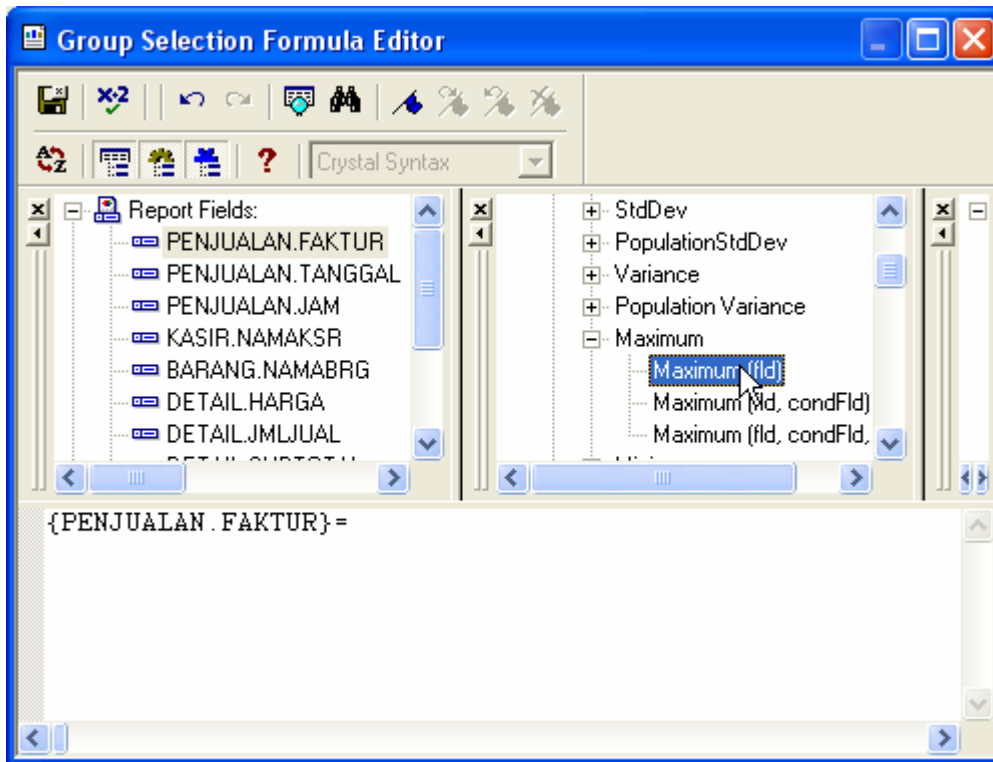 Group Selection Formula Editor
x+2
A Z ? Crystal Syntax
Report Fields:
PENJUALAN.FAKTUR
PENJUALAN.TANGGAL
PENJUALAN.JAM
KASIR.NAMAKSR
BARANG.NAMABRG
DETAIL.HARGA
DETAIL.JMLJUAL
StdDev
PopulationStdDev
Variance
Population Variance
Maximum
Maximum (fld)
Maximum (fld, condFld)
Maximum (fld, condFld,
{PENJUALAN.FAKTUR}=